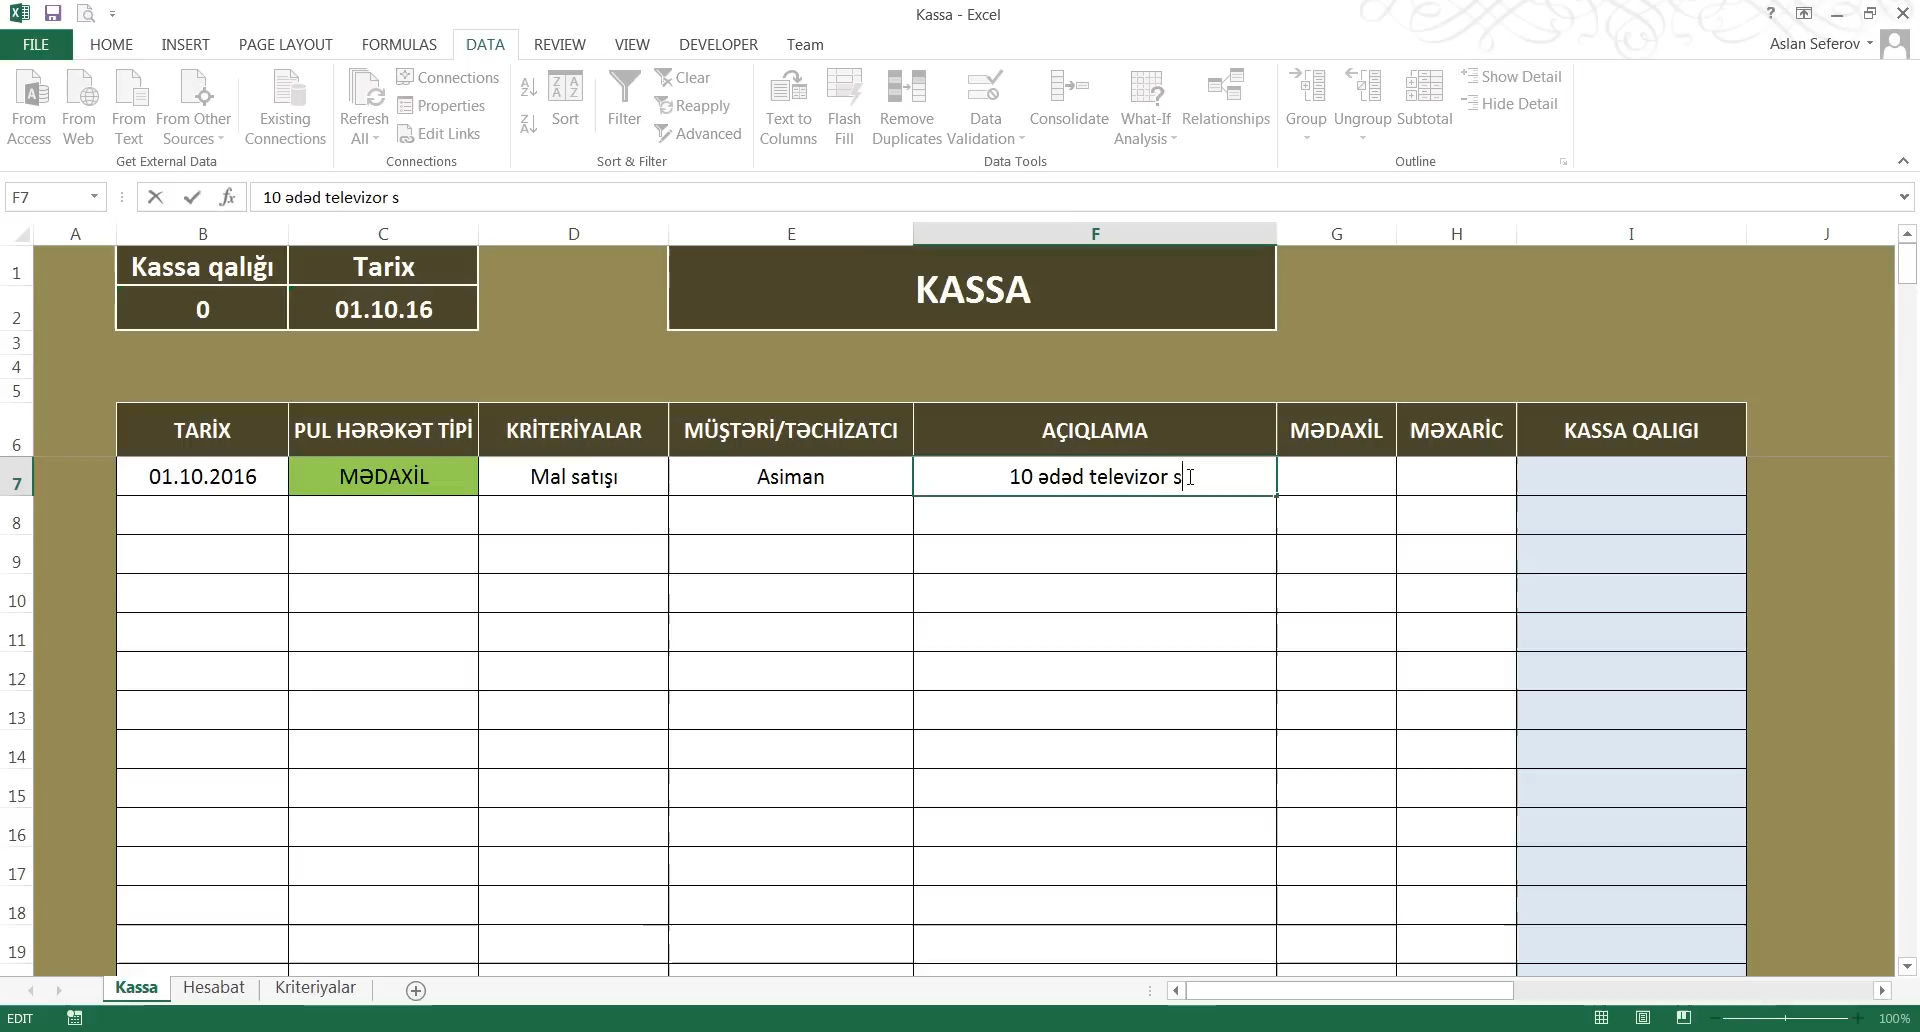 Kassa - Excel
?
FILE HOME INSERT PAGE LAYOUT FORMULAS DATA REVIEW VIEW DEVELOPER Team
Aslan Seferov
From Access
From Web
From Text
From Other Sources
Existing Connections
Get External Data
Refresh All
Connections
Properties
Edit Links
Connections
Sort
Filter
Clear
Reapply
Advanced
Sort & Filter
Text to Columns
Flash Fill
Remove Duplicates
Data Validation
Consolidate
What-If Analysis
Relationships
Data Tools
Group
Ungroup
Subtotal
Show Detail
Hide Detail
Outline
F7
fx
10 ədəd televizor s
A B C D E F G H I J
1 Kassa qalığı Tarix KASSA
2 0 01.10.16
3
4
5
6 TARİX PUL HƏRƏKƏT TİPİ KRİTERİYALAR MÜŞTƏRİ/TƏCHİZATCI AÇIQLAMA MƏDAXİL MƏXARİC KASSA QALIGI
7 01.10.2016 MƏDAXİL Mal satışı Asiman 10 ədəd televizor s
8
9
10
11
12
13
14
15
16
17
18
19
Kassa Hesabat Kriteriyalar
EDIT
100%